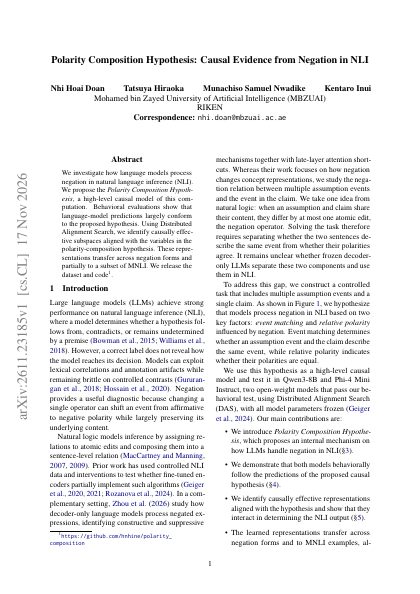 Polarity Composition Hypothesis: Causal Evidence from Negation in NLI
Nhi Hoai Doan Tatsuya Hiraoka Munachiso Samuel Nwadike Kentaro Inui
Mohamed bin Zayed University of Artificial Intelligence (MBZUAI)
RIKEN
Correspondence: nhi.doan@mbzuai.ac.ae
arXiv:2611.23185v1 [cs.CL] 17 Nov 2026
Abstract
We investigate how language models process
negation in natural language inference (NLI).
We propose the Polarity Composition Hypoth-
esis, a high-level causal model of this com-
putation. Behavioral evaluations show that
language-model predictions largely conform
to the proposed hypothesis. Using Distributed
Alignment Search, we identify causally effec-
tive subspaces aligned with the variables in the
polarity-composition hypothesis. These repre-
sentations transfer across negation forms and
partially to a subset of MNLI. We release the
dataset and code1.
1 Introduction
Large language models (LLMs) achieve strong
performance on natural language inference (NLI),
where a model determines whether a hypothesis fol-
lows from, contradicts, or remains undetermined
by a premise (Bowman et al., 2015; Williams et al.,
2018). However, a correct label does not reveal how
the model reaches its decision. Models can exploit
lexical correlations and annotation artifacts while
remaining brittle on controlled contrasts (Gururan-
gan et al., 2018; Hossain et al., 2020). Negation
provides a useful diagnostic because changing a
single operator can shift an event from affirmative
to negative polarity while largely preserving its
underlying content.
Natural logic models inference by assigning re-
lations to atomic edits and composing them into a
sentence-level relation (MacCartney and Manning,
2007, 2009). Prior work has used controlled NLI
data and interventions to test whether fine-tuned en-
coders partially implement such algorithms (Geiger
et al., 2020, 2021; Rozanova et al., 2024). In a com-
plementary setting, Zhou et al. (2026) study how
decoder-only language models process negated ex-
pressions, identifying constructive and suppressive
1https://github.com/hnhine/polarity_
composition
mechanisms together with late-layer attention short-
cuts. Whereas their work focuses on how negation
changes concept representations, we study the nega-
tion relation between multiple assumption events
and the event in the claim. We take one idea from
natural logic: when an assumption and claim share
their content, they differ by at most one atomic edit,
the negation operator. Solving the task therefore
requires separating whether the two sentences de-
scribe the same event from whether their polarities
agree. It remains unclear whether frozen decoder-
only LLMs separate these two components and use
them in NLI.
To address this gap, we construct a controlled
task that includes multiple assumption events and a
single claim. As shown in Figure 1, we hypothesize
that models process negation in NLI based on two
key factors: event matching and relative polarity
influenced by negation. Event matching determines
whether an assumption and the claim describe the
same event, while relative polarity indicates
whether their polarities are equal.
We use this hypothesis as a high-level causal
model and test it in Qwen3-8B and Phi-4 Mini
Instruct, two open-weight models that pass our be-
havioral test, using Distributed Alignment Search
(DAS), with all model parameters frozen (Geiger
et al., 2024). Our main contributions are:
• We introduce Polarity Composition Hypothe-
sis, which proposes an internal mechanism on
how LLMs handle negation in NLI(§3).
• We demonstrate that both models behaviorally
follow the predictions of the proposed causal
hypothesis (§4).
• We identify causally effective representations
aligned with the hypothesis and show that they
interact in determining the NLI output (§5).
• The learned representations transfer across
negation forms and to MNLI examples, al-
1